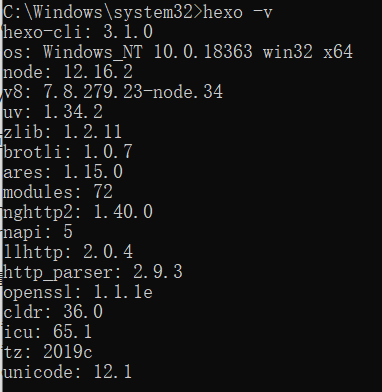 C:\Windows\system32>hexo -v
hexo-cli: 3.1.0
os: Windows_NT 10.0.18363 win32 x64
node: 12.16.2
v8: 7.8.279.23-node.34
uv: 1.34.2
zlib: 1.2.11
brotli: 1.0.7
ares: 1.15.0
modules: 72
nghttp2: 1.40.0
napi: 5
llhttp: 2.0.4
http_parser: 2.9.3
openssl: 1.1.1e
cldr: 36.0
icu: 65.1
tz: 2019c
unicode: 12.1